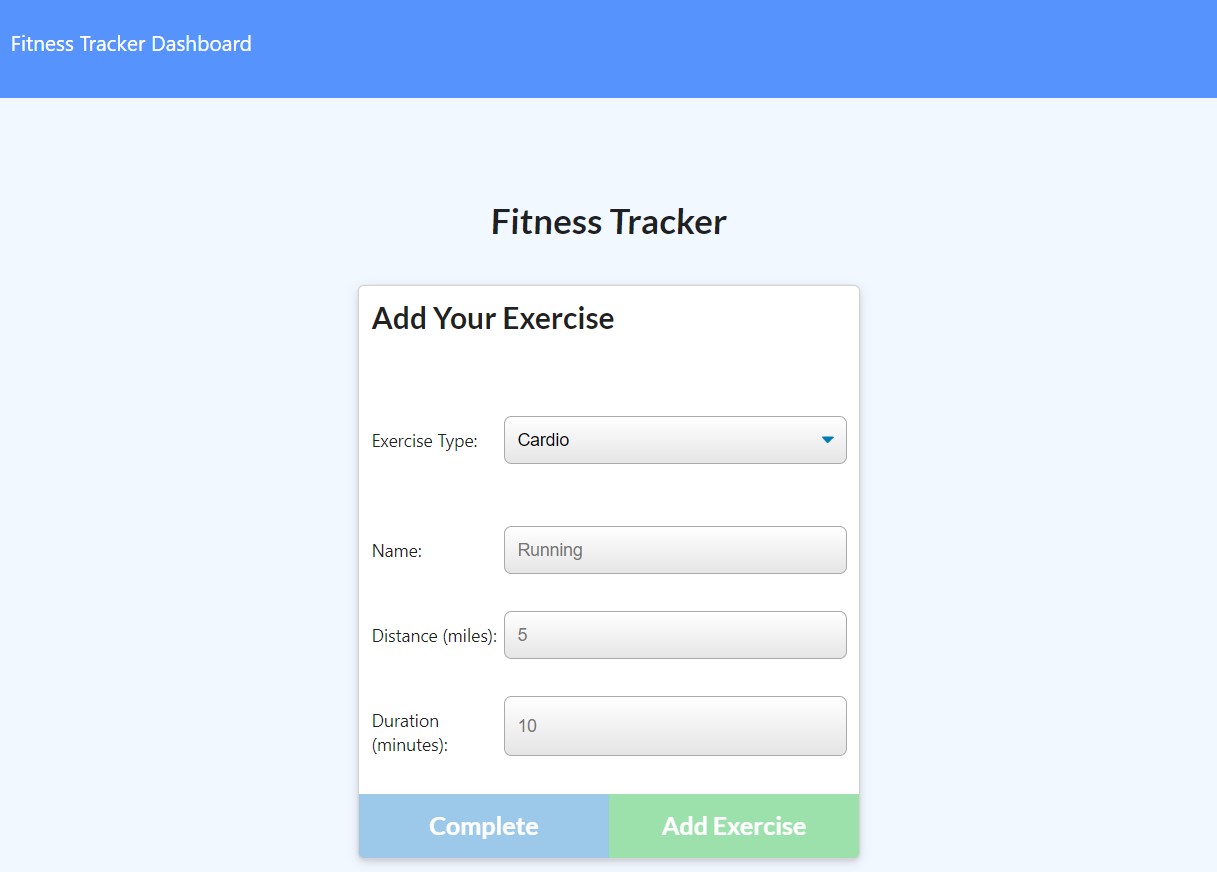 Fitness Tracker Dashboard
Fitness Tracker
Add Your Exercise
Exercise Type: Cardio
Name: Running
Distance (miles): 5
Duration
(minutes): 10
Complete Add Exercise